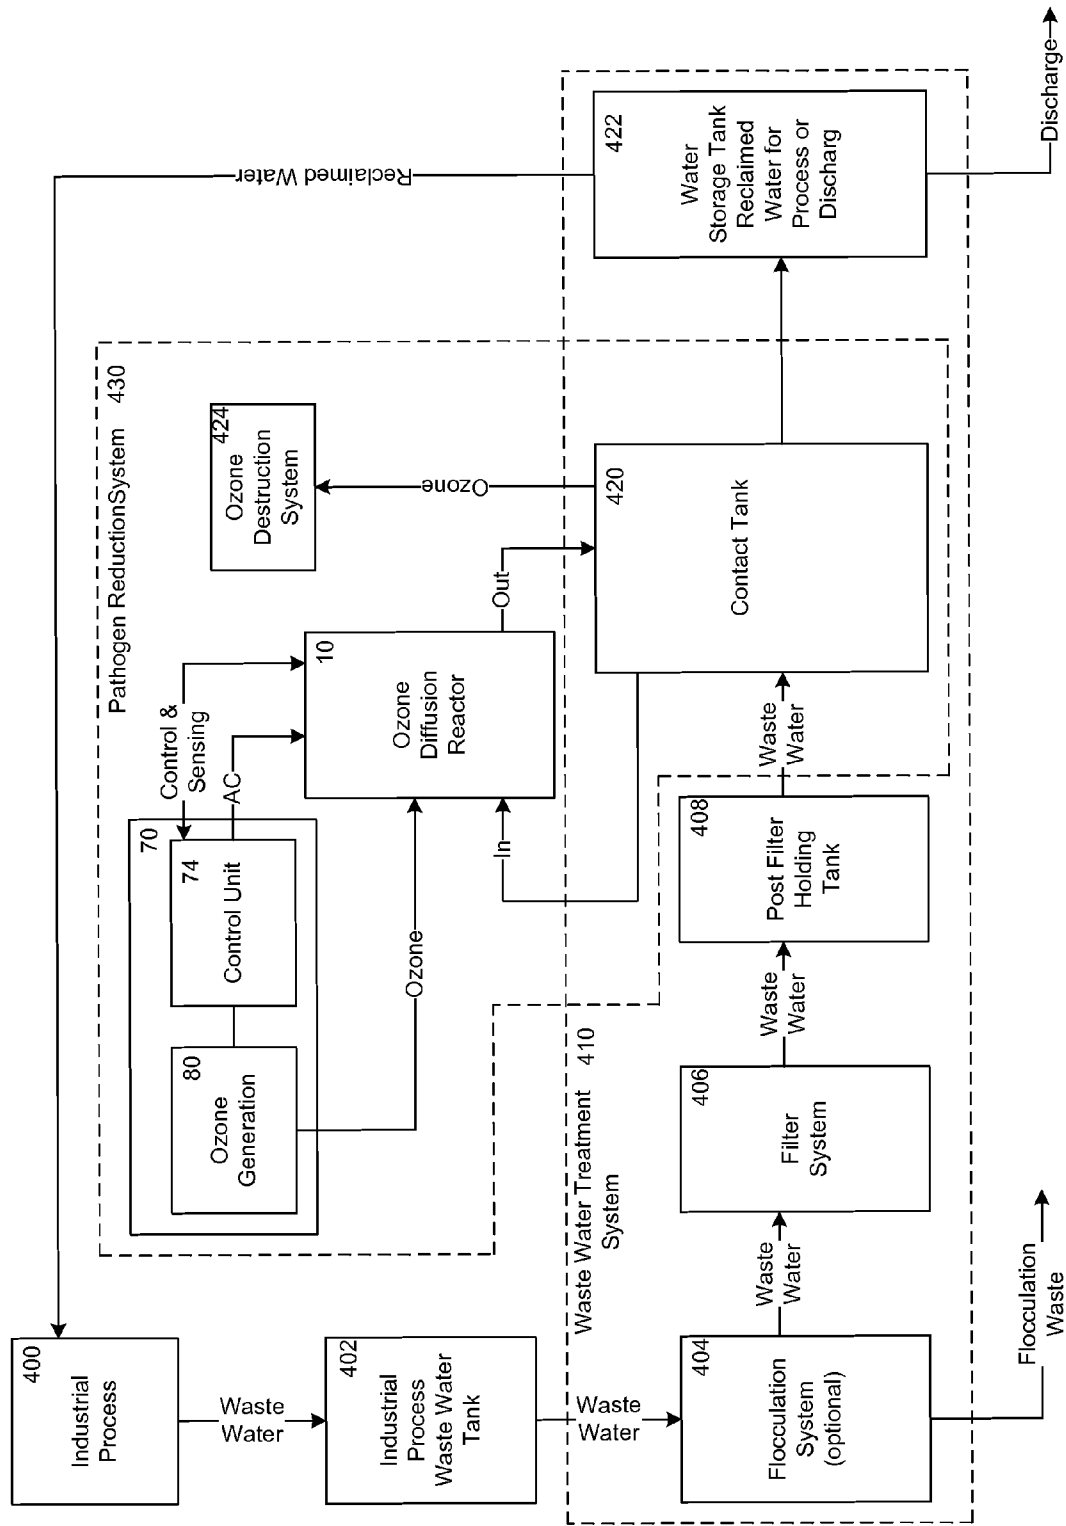 400
Industrial
Process
Waste
Water
402
Industrial
Process
Waste Water
Tank
Waste
Water
404
Flocculation
System
(optional)
Flocculation
Waste
Waste
Water
406
Filter
System
Waste
Water
408
Post Filter
Holding
Tank
Waste
Water
Waste Water Treatment
System
410
Pathogen ReductionSystem 430
70
80
Ozone
Generation
74
Control Unit
Control &
Sensing
AC
Ozone
In
10
Ozone
Diffusion
Reactor
Out
424
Ozone
Destruction
System
Ozone
420
Contact Tank
422
Water
Storage Tank
Reclaimed
Water for
Process or
Discharg
Reclaimed Water
Discharge